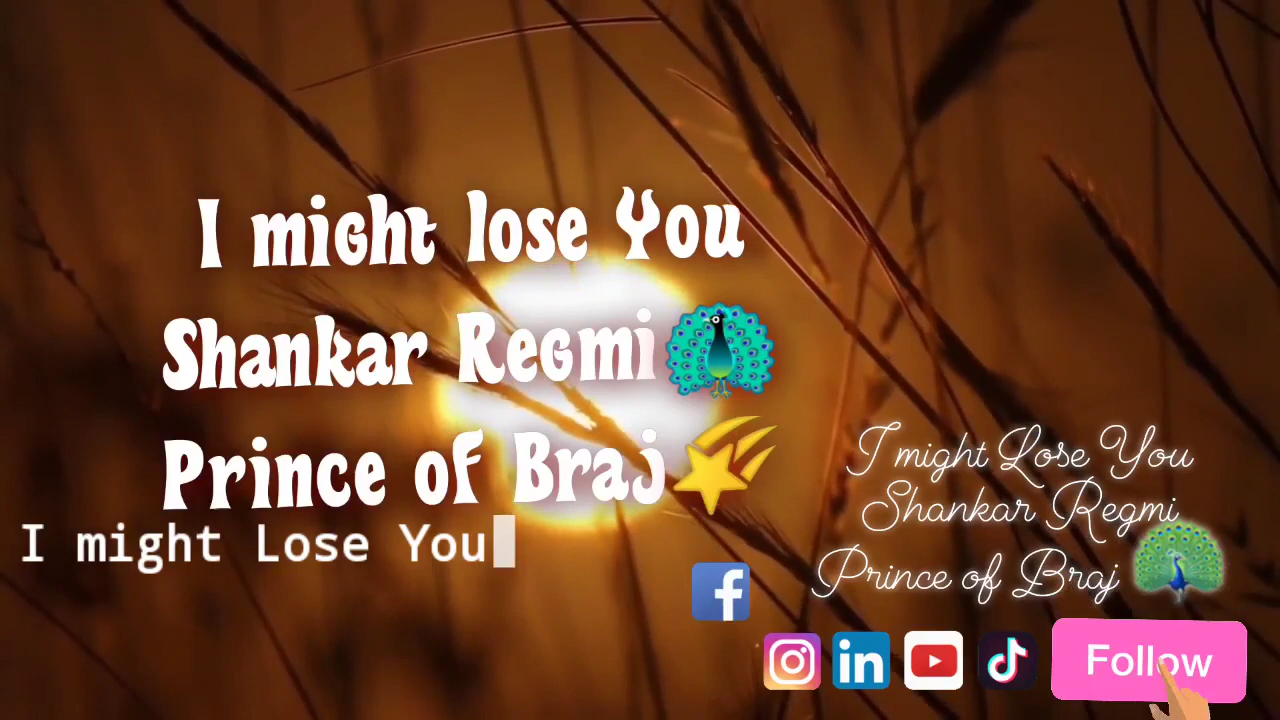 I might lose You
Shankar Regmi
Prince of Braj
I might Lose You
I might Lose You
Shankar Regmi
Prince of Braj
Follow